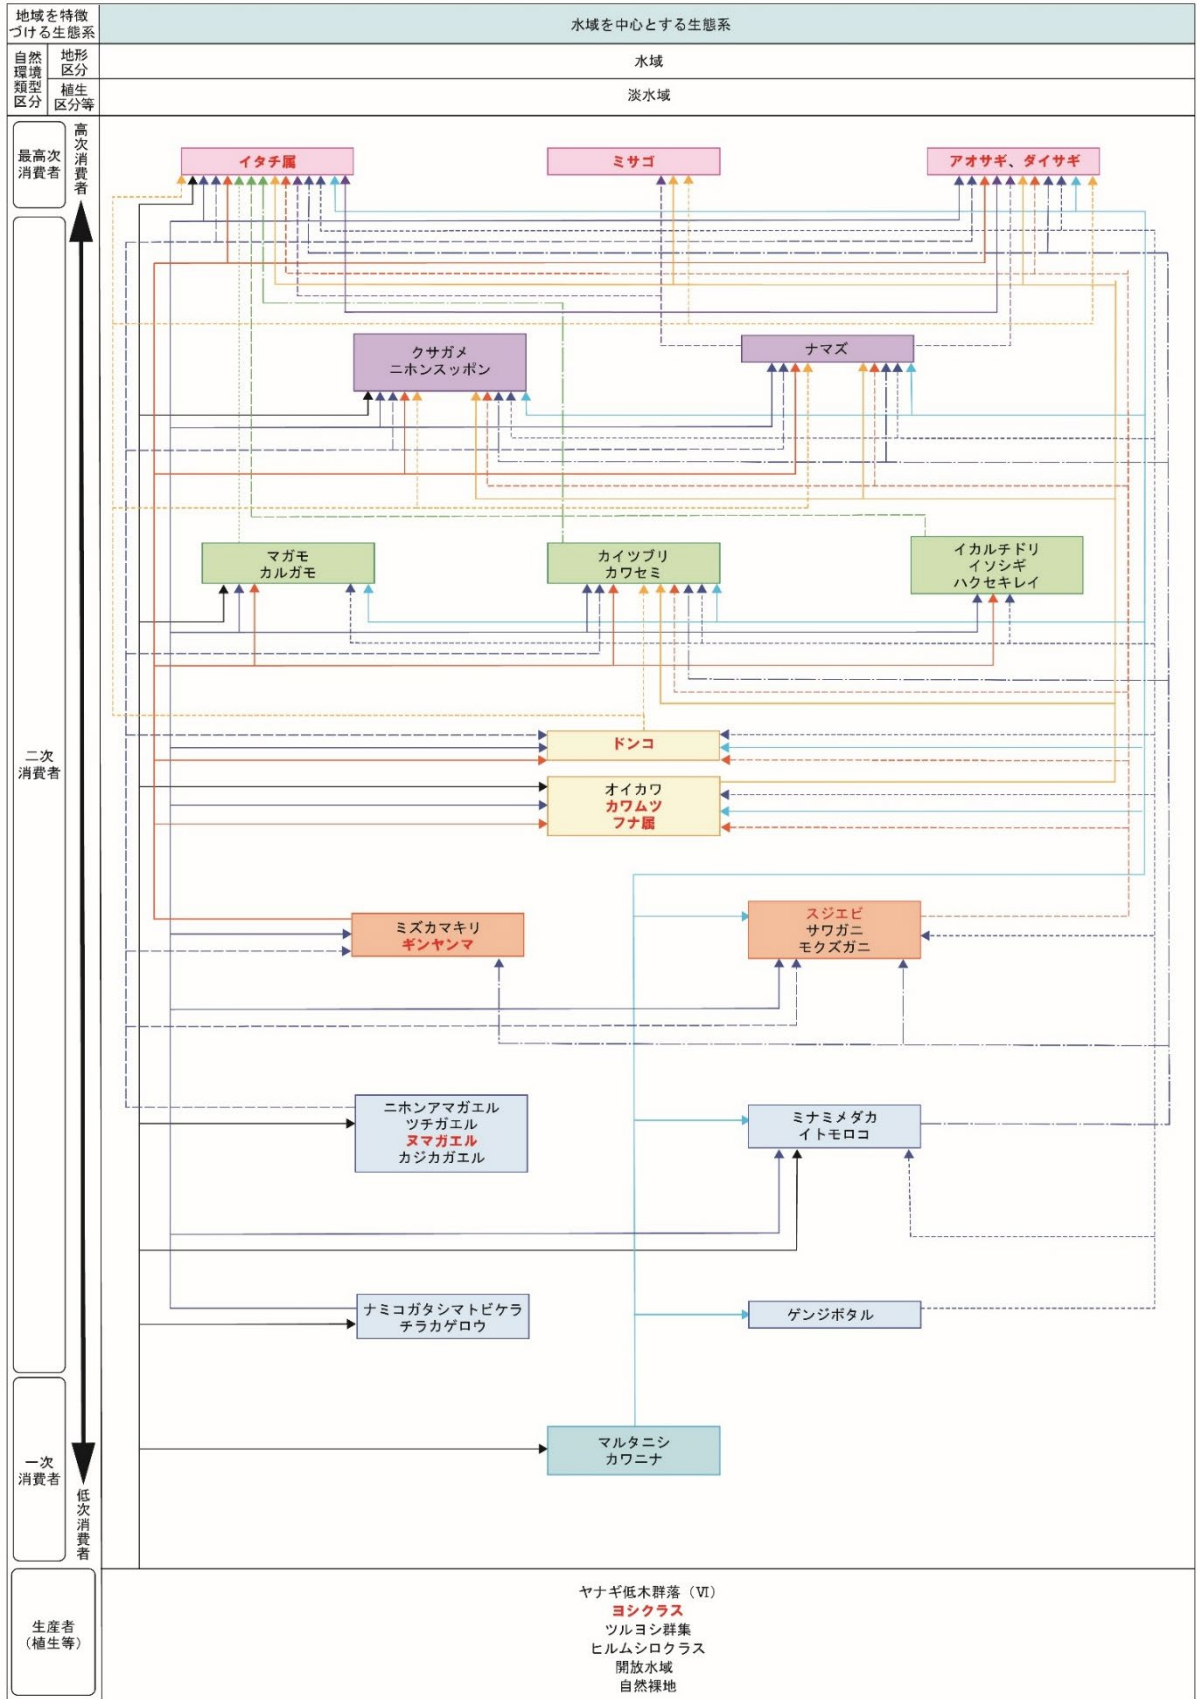 地域を特徴
づける生態系
水域を中心とする生態系
自然
環境
類型
区分
地形
区分
水域
植生
区分等
淡水域
最高次
消費者
高次消費者
イタチ属
ミサゴ
アオサギ、ダイサギ
クサガメ
ニホンスッポン
ナマズ
マガモ
カルガモ
カイツブリ
カワセミ
イカルチドリ
イソシギ
ハクセキレイ
二次
消費者
ドンコ
オイカワ
カワムツ
フナ属
ミズカマキリ
ギンヤンマ
スジエビ
サワガニ
モクズガニ
ニホンアマガエル
ツチガエル
ヌマガエル
カジカガエル
ミナミメダカ
イトモロコ
ナミコガタシマトビケラ
チラカゲロウ
ゲンジボタル
一次
消費者
マルタニシ
カワニナ
低次消費者
生産者
(植生等)
ヤナギ低木群落(Ⅵ)
ヨシクラス
ツルヨシ群集
ヒルムシロクラス
開放水域
自然裸地